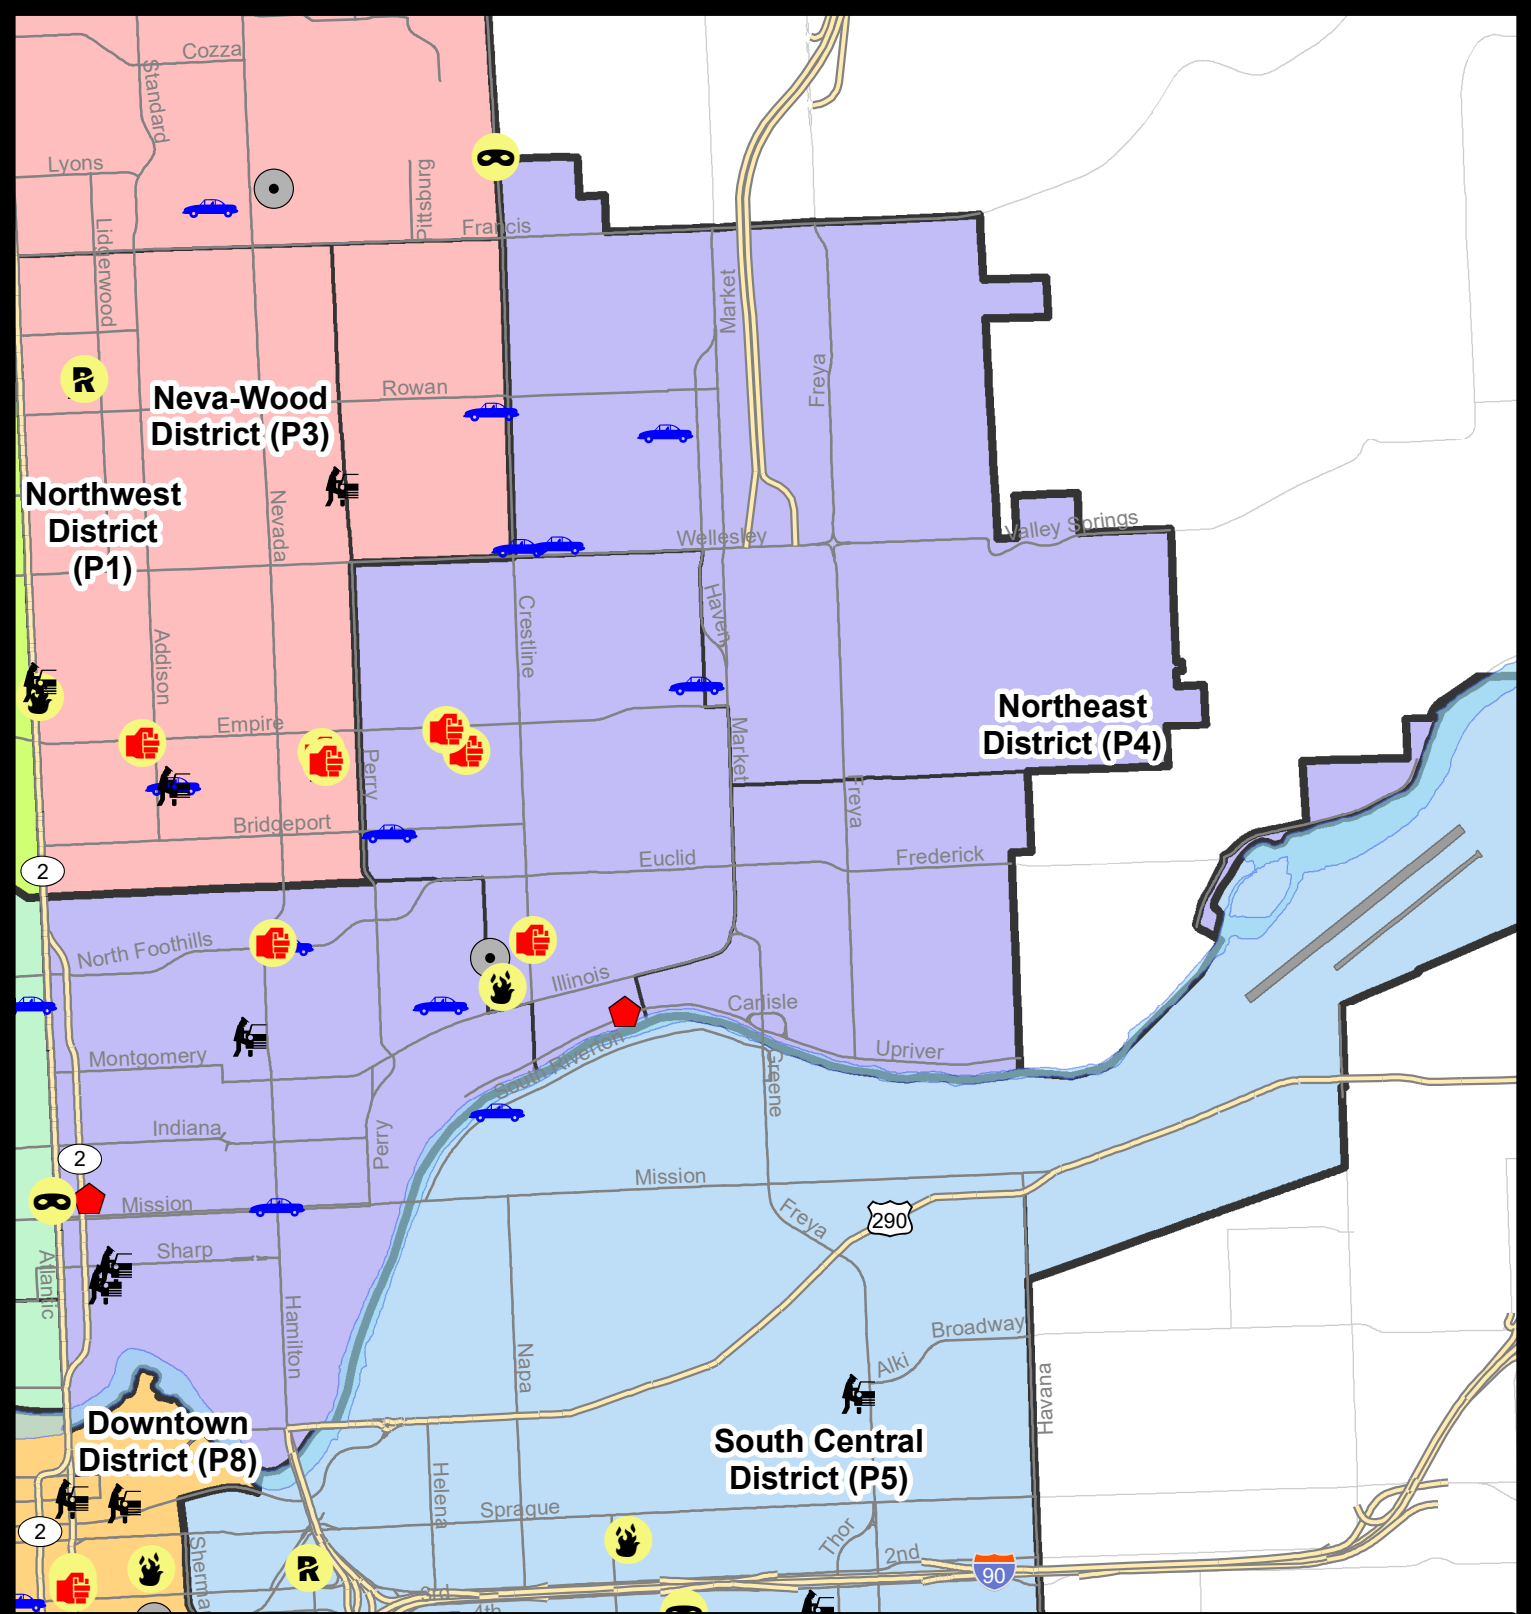 Cozza
Standard
Lyons
Pittsburg
Lidgerwood
Francis
Market
Freya
R
Rowan
Neva-Wood
District (P3)
Northwest
District
(P1)
Nevada
Wellesley
Valley Springs
Haven
Crestline
Addison
Northeast
District (P4)
Empire
Perry
Market
Freya
Bridgeport
Euclid
Frederick
2
North Foothills
Illinois
Carlisle
South Riverton
Upriver
Montgomery
Greene
Indiana
Perry
2
Mission
Mission
Freya
290
Sharp
Atlantic
Hamilton
Napa
Broadway
Alki
Havana
Downtown
District (P8)
South Central
District (P5)
Helena
Sprague
2
Sherma
Thor
2nd
R
90
3rd
4th